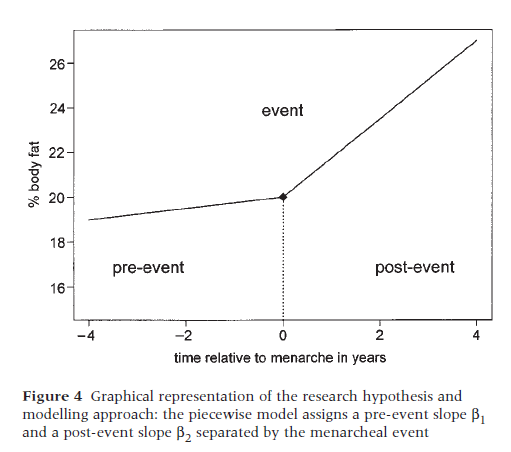 26
24
22
20
18
16
% body fat
event
pre-event
post-event
−4
−2
0
2
4
time relative to menarche in years
Figure 4 Graphical representation of the research hypothesis and
modelling approach: the piecewise model assigns a pre-event slope β₁
and a post-event slope β₂ separated by the menarcheal event